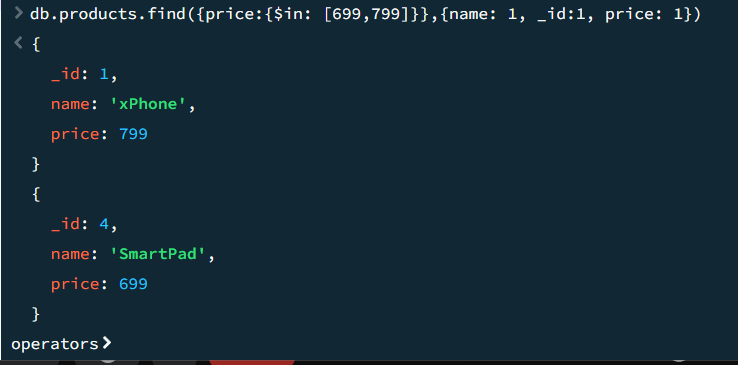 > db.products.find({price:{$in: [699,799]}},{name: 1, _id:1, price: 1})
< {
_id: 1,
name: 'xPhone',
price: 799
}
{
_id: 4,
name: 'SmartPad',
price: 699
}
operators>